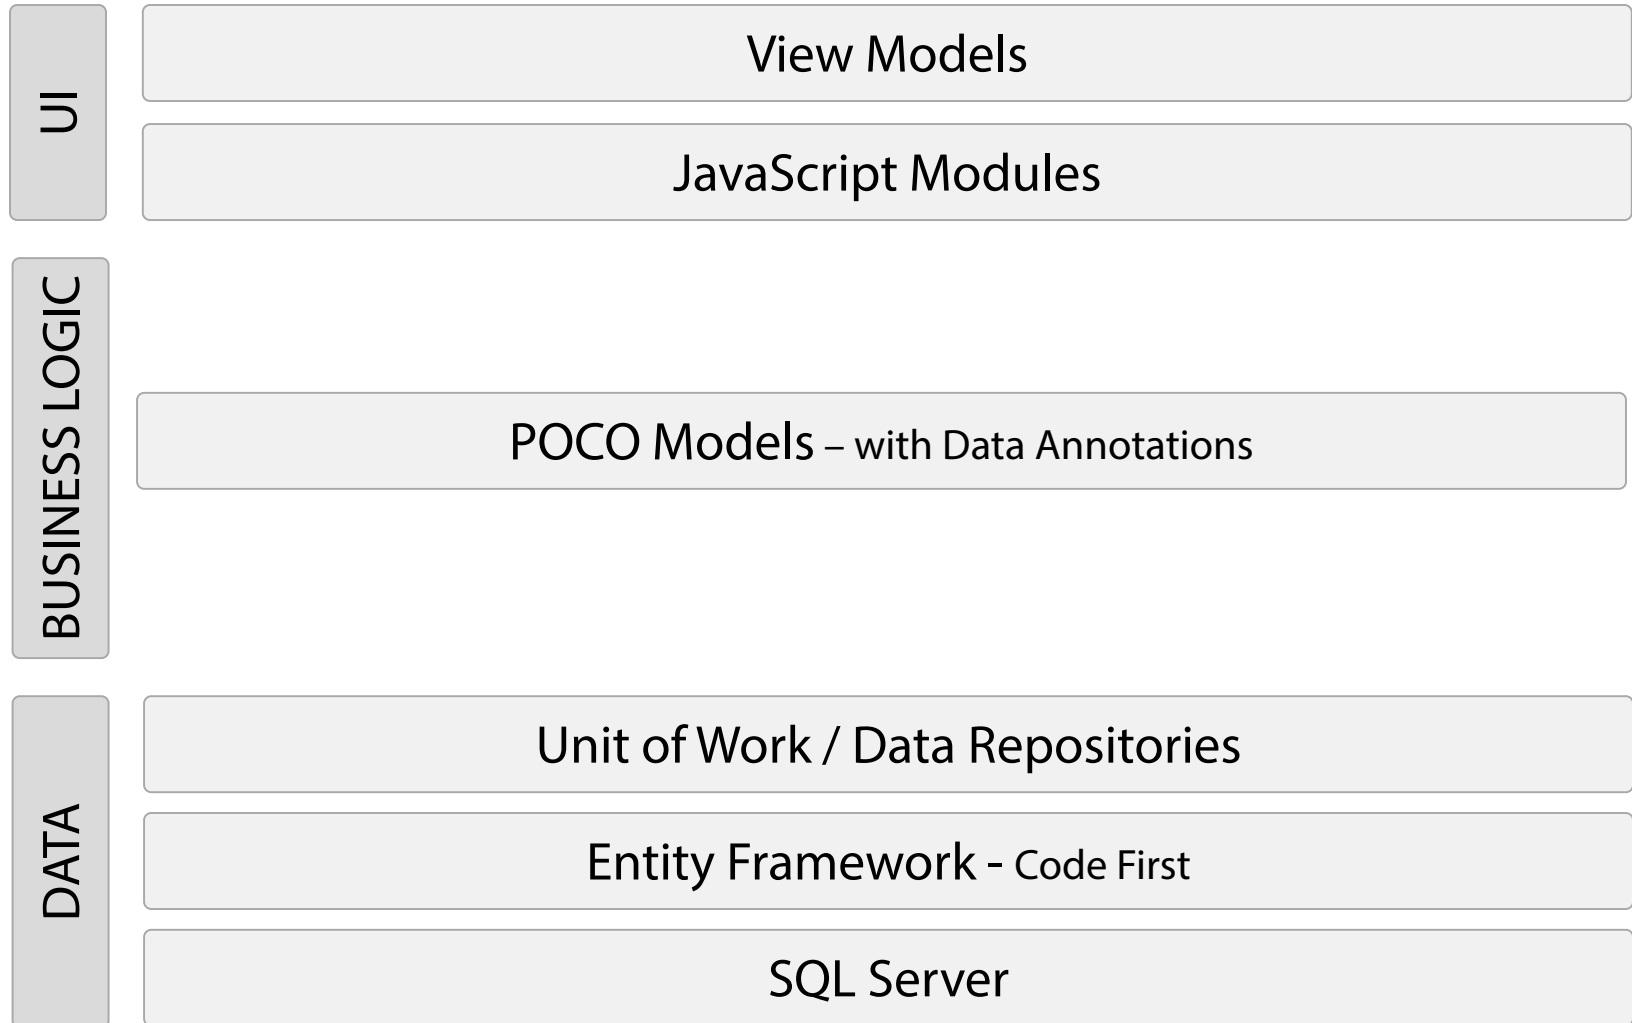 UI
View Models
JavaScript Modules
BUSINESS LOGIC
POCO Models – with Data Annotations
DATA
Unit of Work / Data Repositories
Entity Framework - Code First
SQL Server